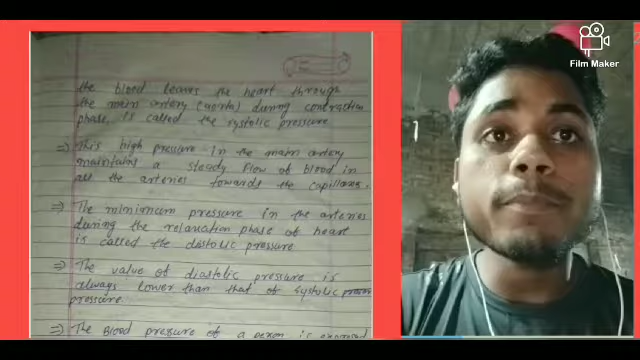 the blood leaves the heart through
the main artery (aorta) during contraction
phase, is called the systolic pressure
⇒ This high pressure in the main artery
maintains a steady flow of blood in
all the arteries towards the capillaries.
⇒ The mimimum pressure in the arteries
during the relaxation phase of heart
is called the distolic pressure
⇒ The value of diastolic pressure is
always lower than that of systolic
pressure.
⇒ The Blood pressure of a person is expressed
Film Maker